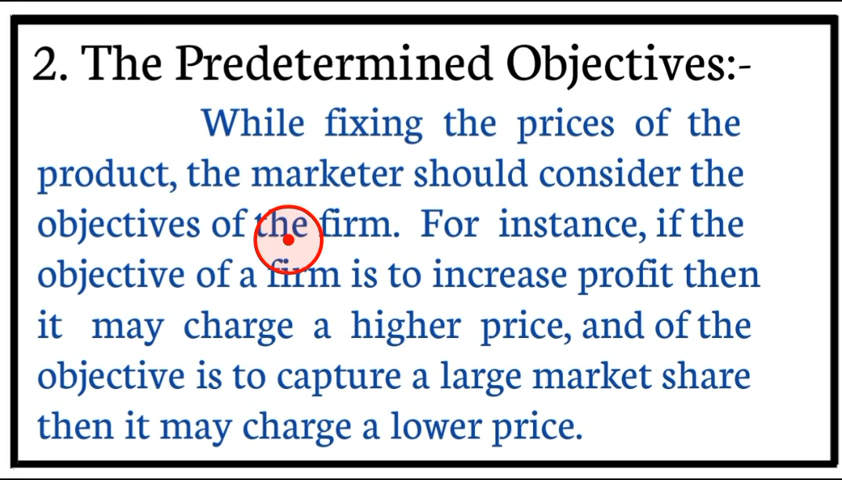 2. The Predetermined Objectives:-
While fixing the prices of the
product, the marketer should consider the
objectives of the firm. For instance, if the
objective of a firm is to increase profit then
it may charge a higher price, and of the
objective is to capture a large market share
then it may charge a lower price.